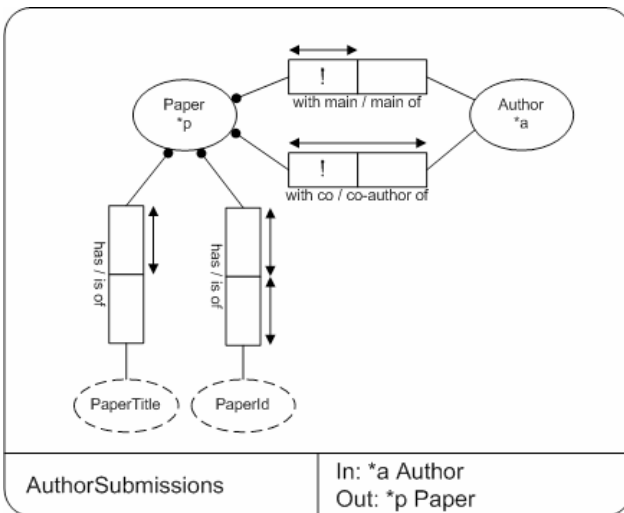 !
Paper
*p
with main / main of
Author
*a
!
with co / co-author of
has / is of
has / is of
PaperTitle
PaperId
AuthorSubmissions
In: *a Author
Out: *p Paper